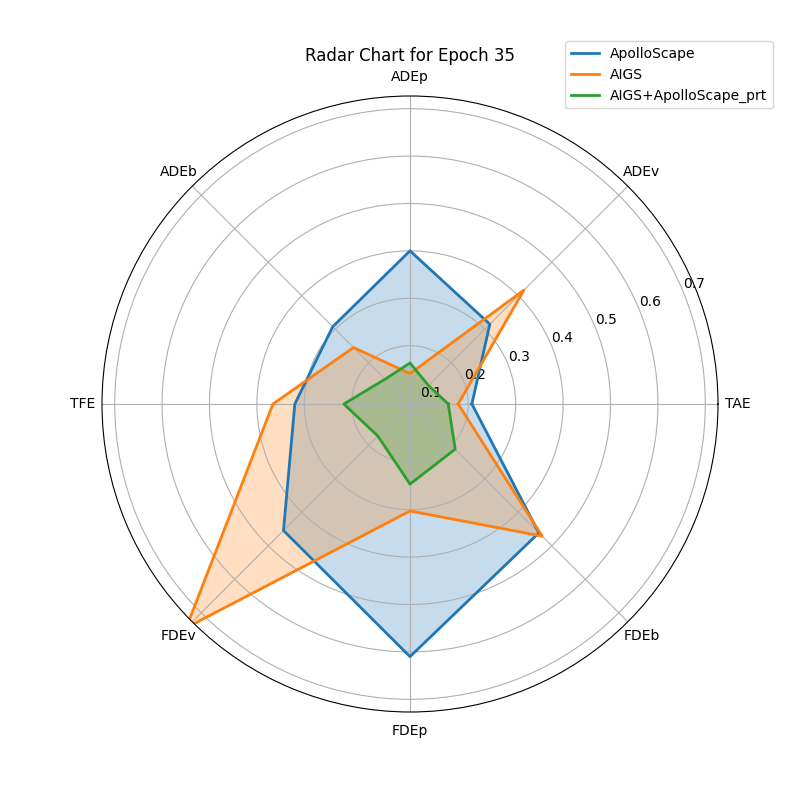 Radar Chart for Epoch 35
ApolloScape
AIGS
AIGS+ApolloScape_prt
ADEp
ADEb
ADEv
0.7
0.6
0.5
0.4
0.3
0.2
0.1
TFE
TAE
FDEv
FDEb
FDEp